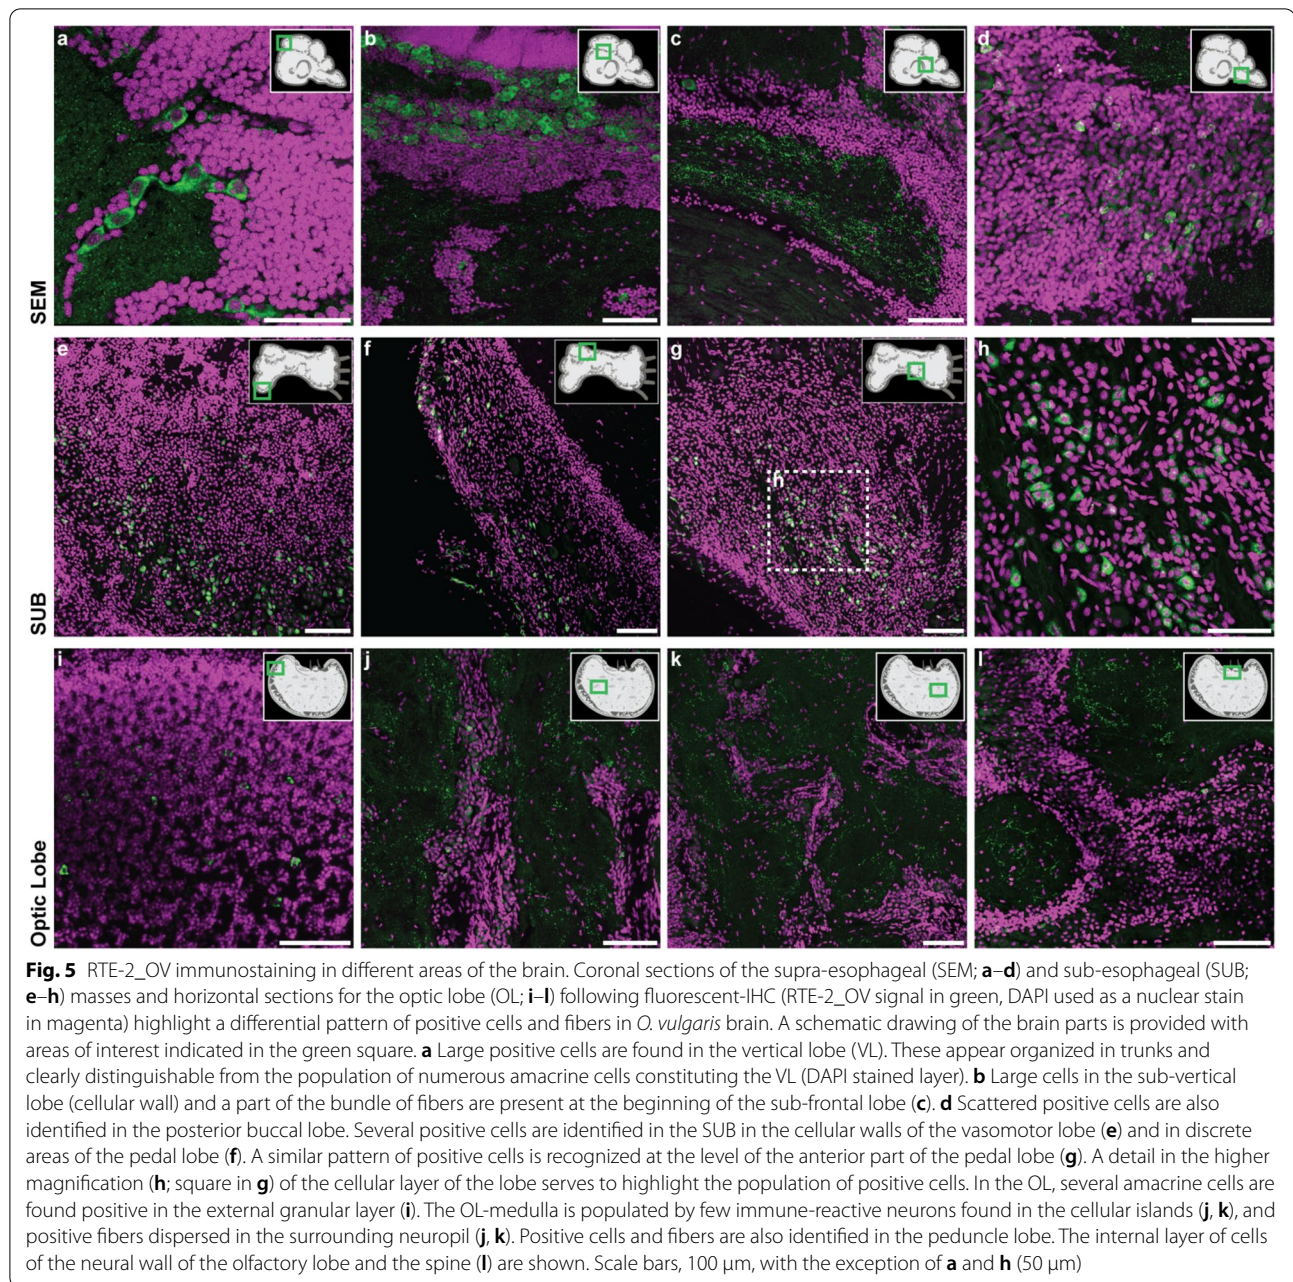 a b c d
SEM
e f g h
h
SUB
i j k l
Optic Lobe
Fig. 5 RTE-2_OV immunostaining in different areas of the brain. Coronal sections of the supra-esophageal (SEM; a–d) and sub-esophageal (SUB;
e–h) masses and horizontal sections for the optic lobe (OL; i–l) following fluorescent-IHC (RTE-2_OV signal in green, DAPI used as a nuclear stain
in magenta) highlight a differential pattern of positive cells and fibers in O. vulgaris brain. A schematic drawing of the brain parts is provided with
areas of interest indicated in the green square. a Large positive cells are found in the vertical lobe (VL). These appear organized in trunks and
clearly distinguishable from the population of numerous amacrine cells constituting the VL (DAPI stained layer). b Large cells in the sub-vertical
lobe (cellular wall) and a part of the bundle of fibers are present at the beginning of the sub-frontal lobe (c). d Scattered positive cells are also
identified in the posterior buccal lobe. Several positive cells are identified in the SUB in the cellular walls of the vasomotor lobe (e) and in discrete
areas of the pedal lobe (f). A similar pattern of positive cells is recognized at the level of the anterior part of the pedal lobe (g). A detail in the higher
magnification (h; square in g) of the cellular layer of the lobe serves to highlight the population of positive cells. In the OL, several amacrine cells are
found positive in the external granular layer (i). The OL-medulla is populated by few immune-reactive neurons found in the cellular islands (j, k), and
positive fibers dispersed in the surrounding neuropil (j, k). Positive cells and fibers are also identified in the peduncle lobe. The internal layer of cells
of the neural wall of the olfactory lobe and the spine (l) are shown. Scale bars, 100 μm, with the exception of a and h (50 μm)